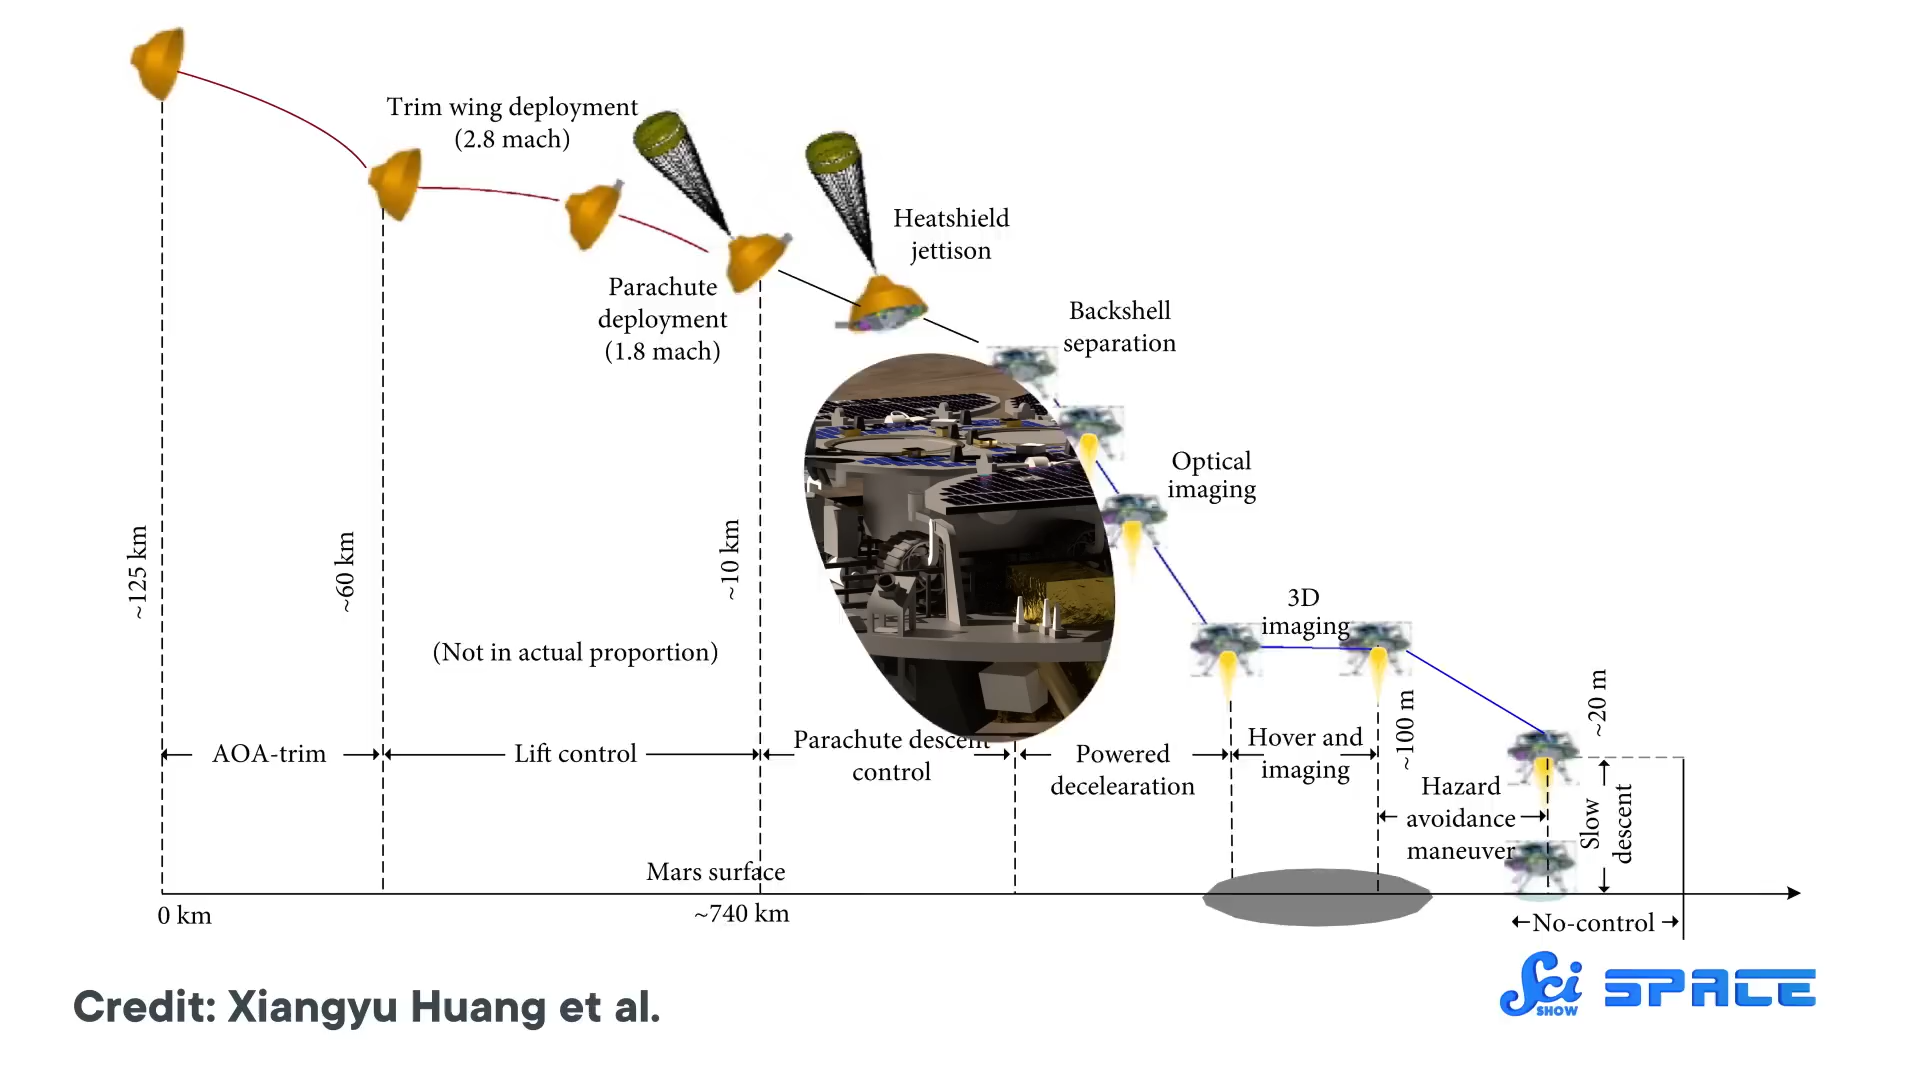 Trim wing deployment
(2.8 mach)
Heatshield
jettison
Parachute
deployment
(1.8 mach)
Backshell
separation
Optical
imaging
~125 km
~60 km
~10 km
3D
imaging
(Not in actual proportion)
~100 m
~20 m
AOA-trim
Lift control
Parachute descent
control
Powered
decelearation
Hover and
imaging
Hazard
avoidance
maneuver
Slow
descent
Mars surface
0 km
~740 km
No-control
Credit: Xiangyu Huang et al.
Sci
SHOW
SPACE